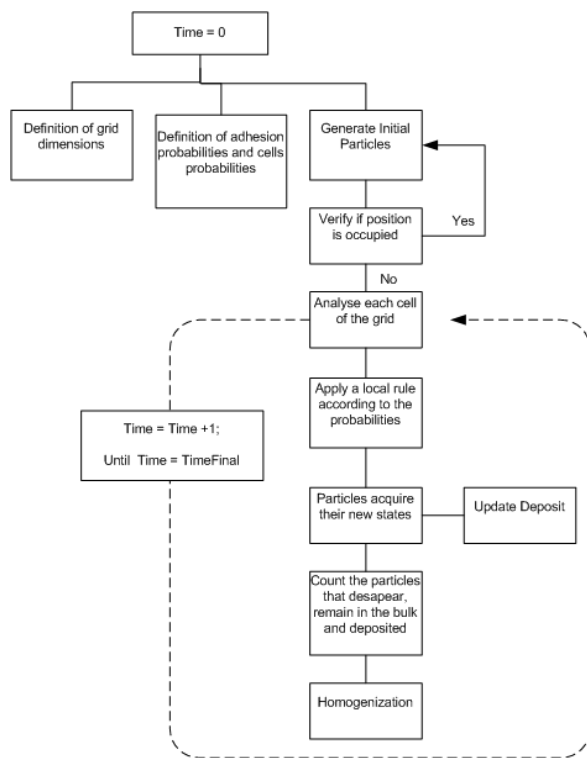 Time = 0
Definition of grid
dimensions
Definition of adhesion
probabilities and cells
probabilities
Generate Initial
Particles
Verify if position
is occupied
Yes
No
Analyse each cell
of the grid
Apply a local rule
according to the
probabilities
Time = Time +1;
Until Time = TimeFinal
Particles acquire
their new states
Update Deposit
Count the particles
that desapear,
remain in the bulk
and deposited
Homogenization